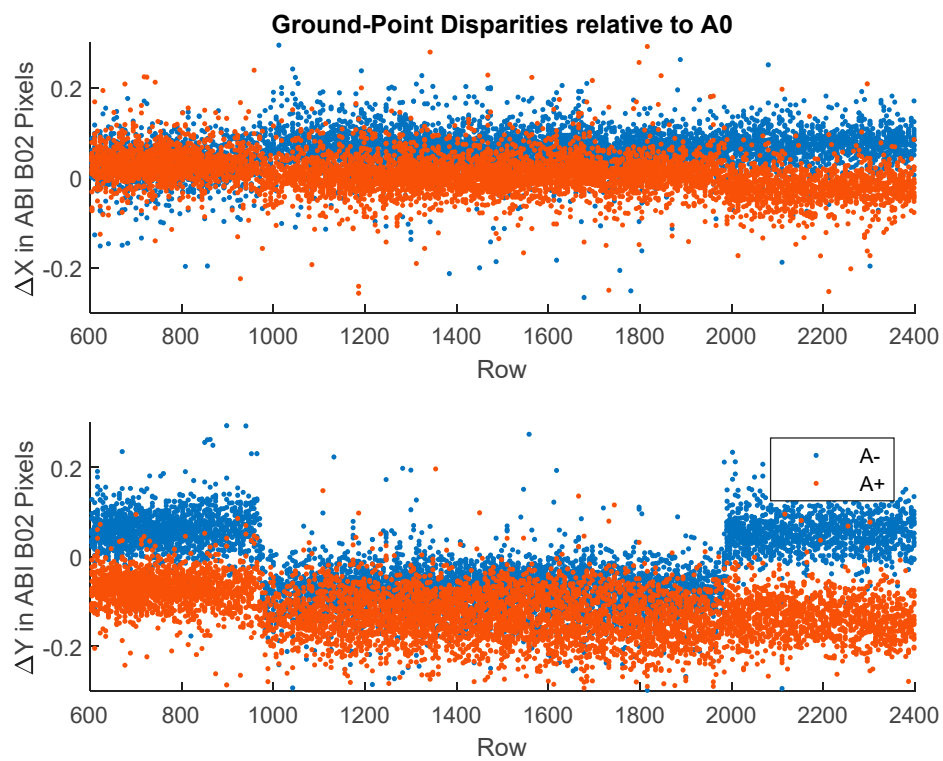 Ground-Point Disparities relative to A0
ΔX in ABI B02 Pixels
0.2
0
-0.2
600 800 1000 1200 1400 1600 1800 2000 2200 2400
Row
ΔY in ABI B02 Pixels
0.2
0
-0.2
A-
A+
600 800 1000 1200 1400 1600 1800 2000 2200 2400
Row